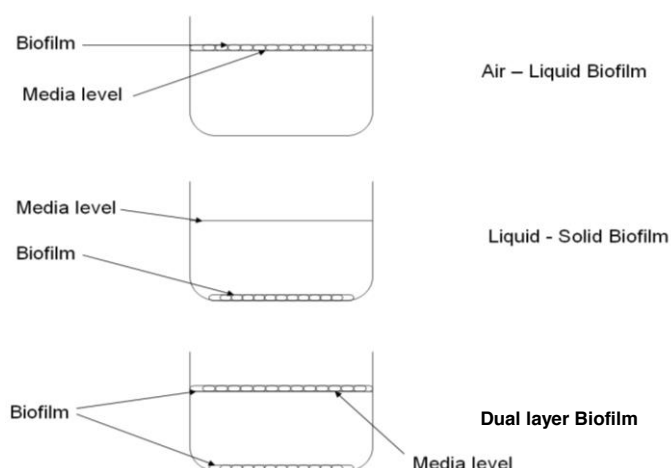 Biofilm
Media level
Air – Liquid Biofilm
Media level
Biofilm
Liquid - Solid Biofilm
Biofilm
Dual layer Biofilm
Media level